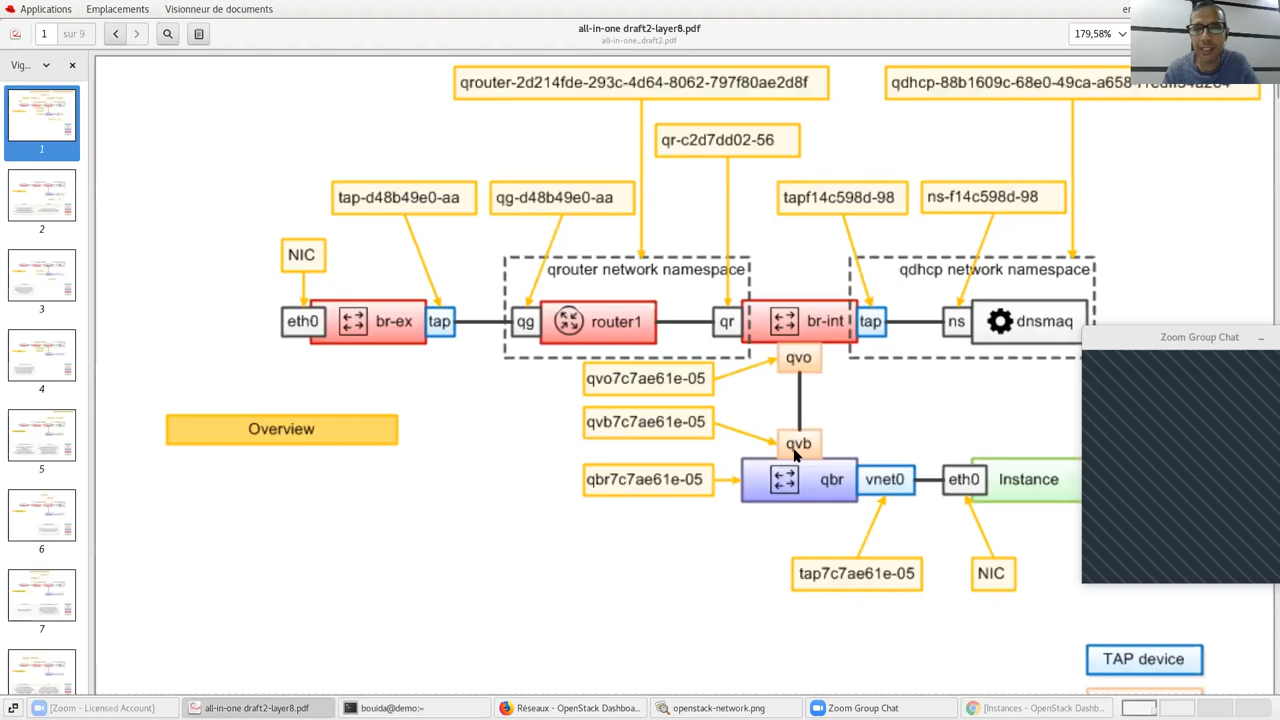 Applications Emplacements Visionneur de documents en
1 sur 9 all-in-one draft2-layer8.pdf 179,58%
all-in-one_draft2.pdf
Vig...
qrouter-2d214fde-293c-4d64-8062-797f80ae2d8f
qr-c2d7dd02-56
tap-d48b49e0-aa qg-d48b49e0-aa tapf14c598d-98 ns-f14c598d-98
NIC
qrouter network namespace qdhcp network namespace
eth0 br-ex tap qg router1 qr br-int tap ns dnsmaq
Zoom Group Chat
qvo
qvo7c7ae61e-05
qvb7c7ae61e-05
Overview
qvb
qbr7c7ae61e-05 qbr vnet0 eth0 Instance
tap7c7ae61e-05 NIC
TAP device
1
2
3
4
5
6
7
[Zoom - Licensed Account] all-in-one draft2-layer8.pdf bouida@demo:~ Réseaux - OpenStack Dashboa... openstack-network.png Zoom Group Chat [Instances - OpenStack Dashb...